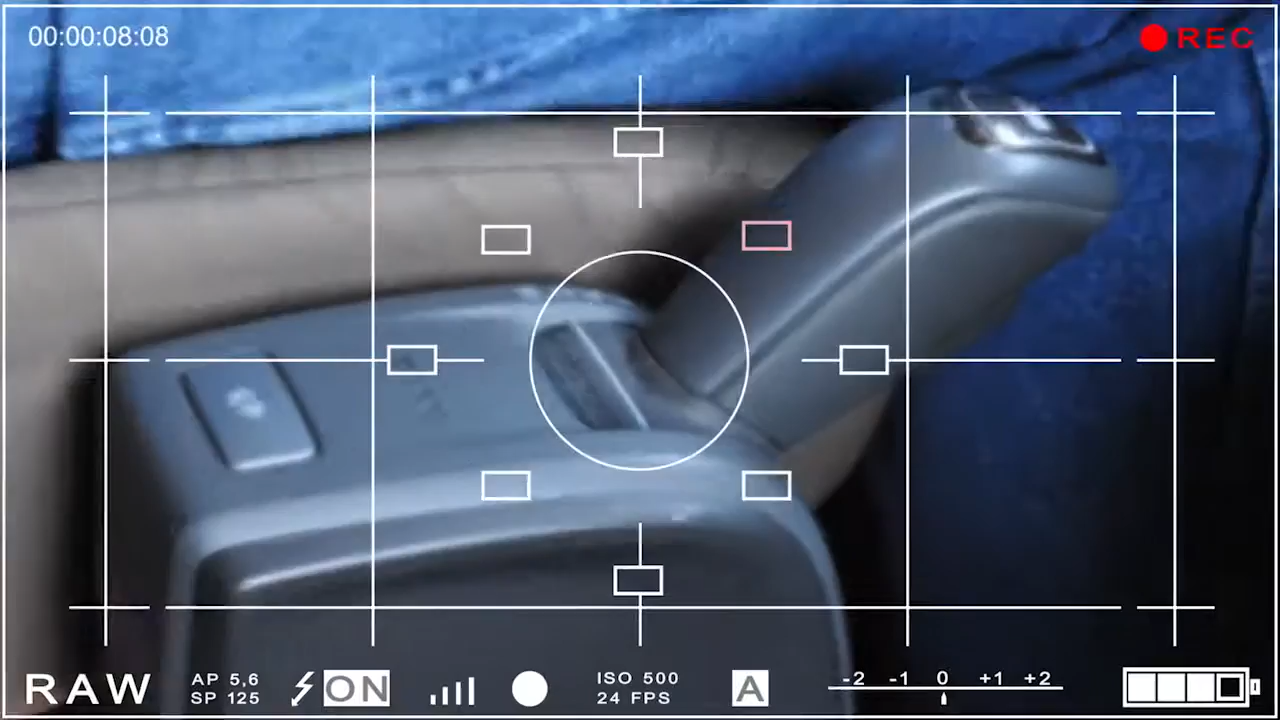 00:00:08:08
REC
RAW
AP 5,6
SP 125
ON
ISO 500
24 FPS
A
-2 -1 0 +1 +2